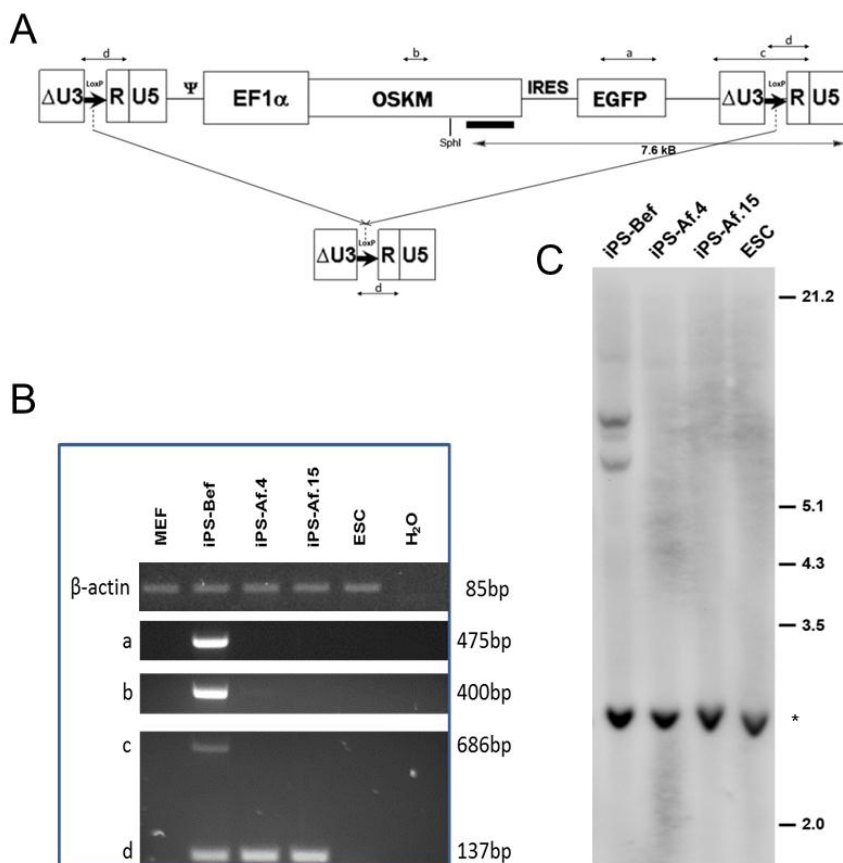 A
d
b
a
c
d
ΔU3
LoxP
R
U5
Ψ
EF1α
OSKM
IRES
EGFP
ΔU3
LoxP
R
U5
SphI
7.6 kB
ΔU3
LoxP
R
U5
d
B
MEF
iPS-Bef
iPS-Af.4
iPS-Af.15
ESC
H₂O
β-actin
85bp
a
475bp
b
400bp
c
686bp
d
137bp
C
iPS-Bef
iPS-Af.4
iPS-Af.15
ESC
21.2
5.1
4.3
3.5
*
2.0